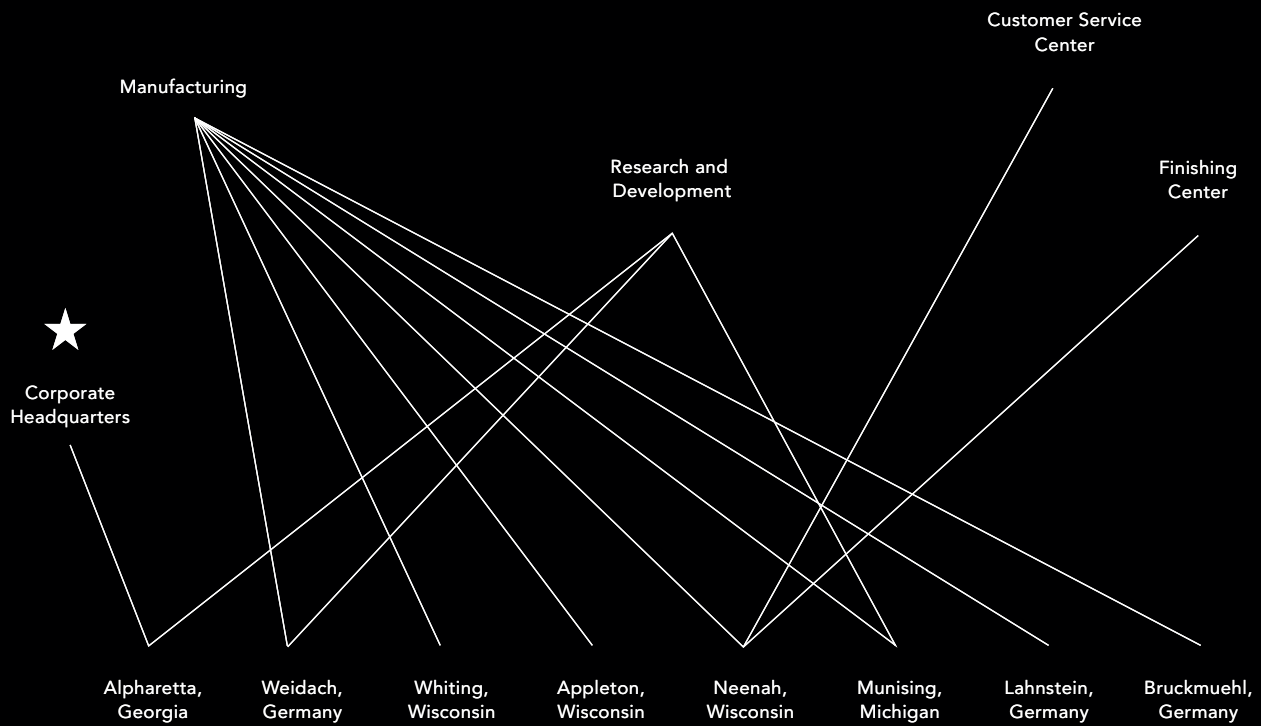 Customer Service
Center
Manufacturing
Research and
Development
Finishing
Center
Corporate
Headquarters
Alpharetta,
Georgia
Weidach,
Germany
Whiting,
Wisconsin
Appleton,
Wisconsin
Neenah,
Wisconsin
Munising,
Michigan
Lahnstein,
Germany
Bruckmuehl,
Germany